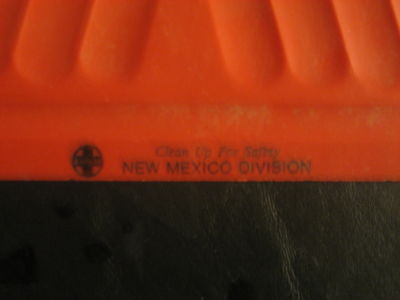 Clean Up For Safety
NEW MEXICO DIVISION